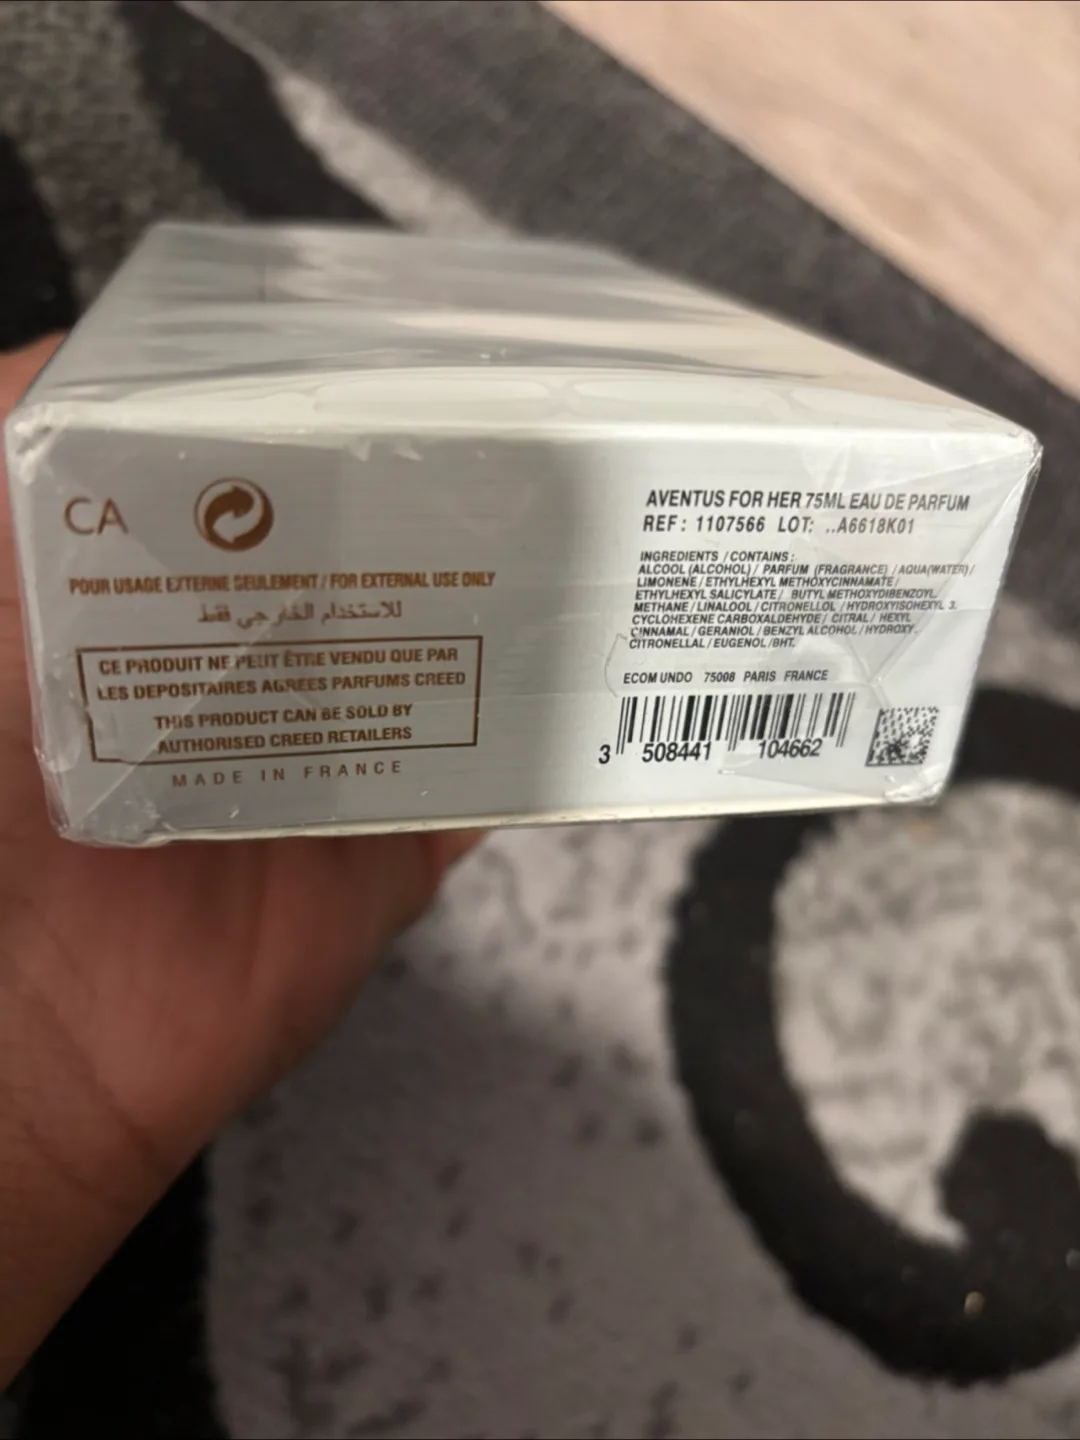 CA
POUR USAGE EXTERNE SEULEMENT / FOR EXTERNAL USE ONLY
للاستخدام الخارجي فقط
CE PRODUIT NE PEUT ÊTRE VENDU QUE PAR
LES DEPOSITAIRES AGREES PARFUMS CREED
THIS PRODUCT CAN BE SOLD BY
AUTHORISED CREED RETAILERS
MADE IN FRANCE
AVENTUS FOR HER 75ML EAU DE PARFUM
REF: 1107566 LOT: ..A6618K01
INGREDIENTS / CONTAINS:
ALCOOL (ALCOHOL) / PARFUM (FRAGRANCE) / AQUA(WATER) /
LIMONENE / ETHYLHEXYL METHOXYCINNAMATE /
ETHYLHEXYL SALICYLATE / BUTYL METHOXYDIBENZOYL.
METHANE / LINALOOL / CITRONELLOL / HYDROXYISOHEXYL 3.
CYCLOHEXENE CARBOXALDEHYDE / CITRAL / HEXYL
CINNAMAL / GERANIOL / BENZYL ALCOHOL / HYDROXY.
CITRONELLAL / EUGENOL /BHT.
ECOM UNDO 75008 PARIS FRANCE
3 508441 104662